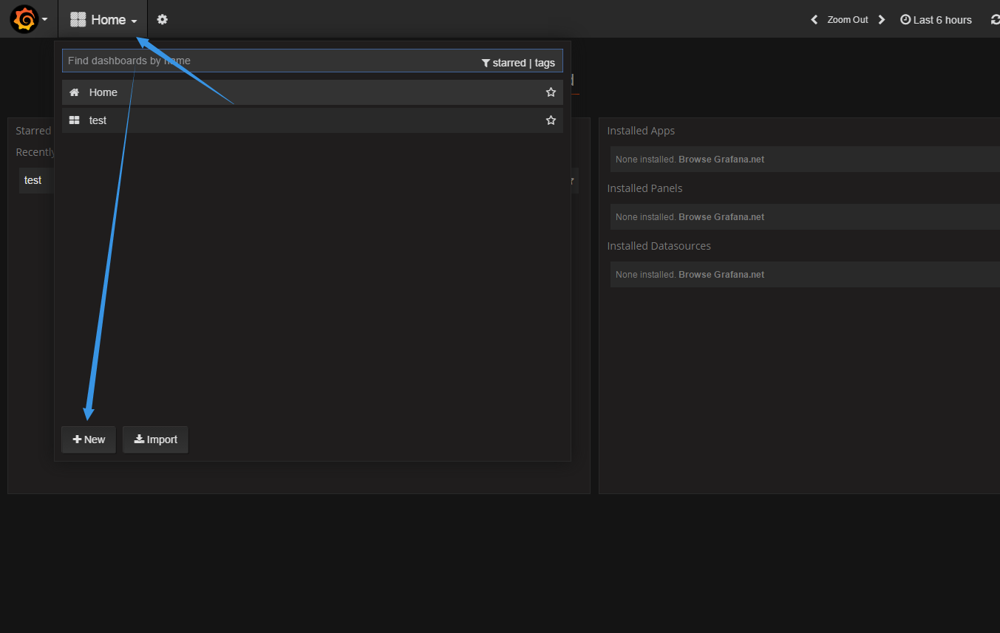 Home
Zoom Out
Last 6 hours
Find dashboards by name
starred | tags
Home
test
Starred
Recently
test
New
Import
Installed Apps
None installed. Browse Grafana.net
Installed Panels
None installed. Browse Grafana.net
Installed Datasources
None installed. Browse Grafana.net